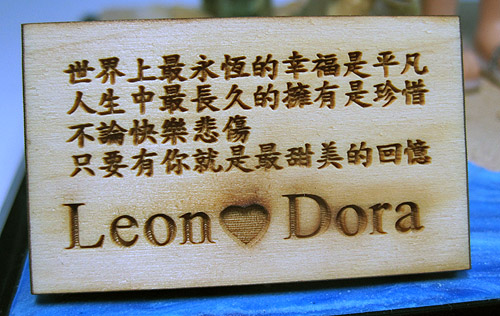 世界上最永恆的幸福是平凡
人生中最長久的擁有是珍惜
不論快樂悲傷
只要有你就是最甜美的回憶
Leon♥Dora